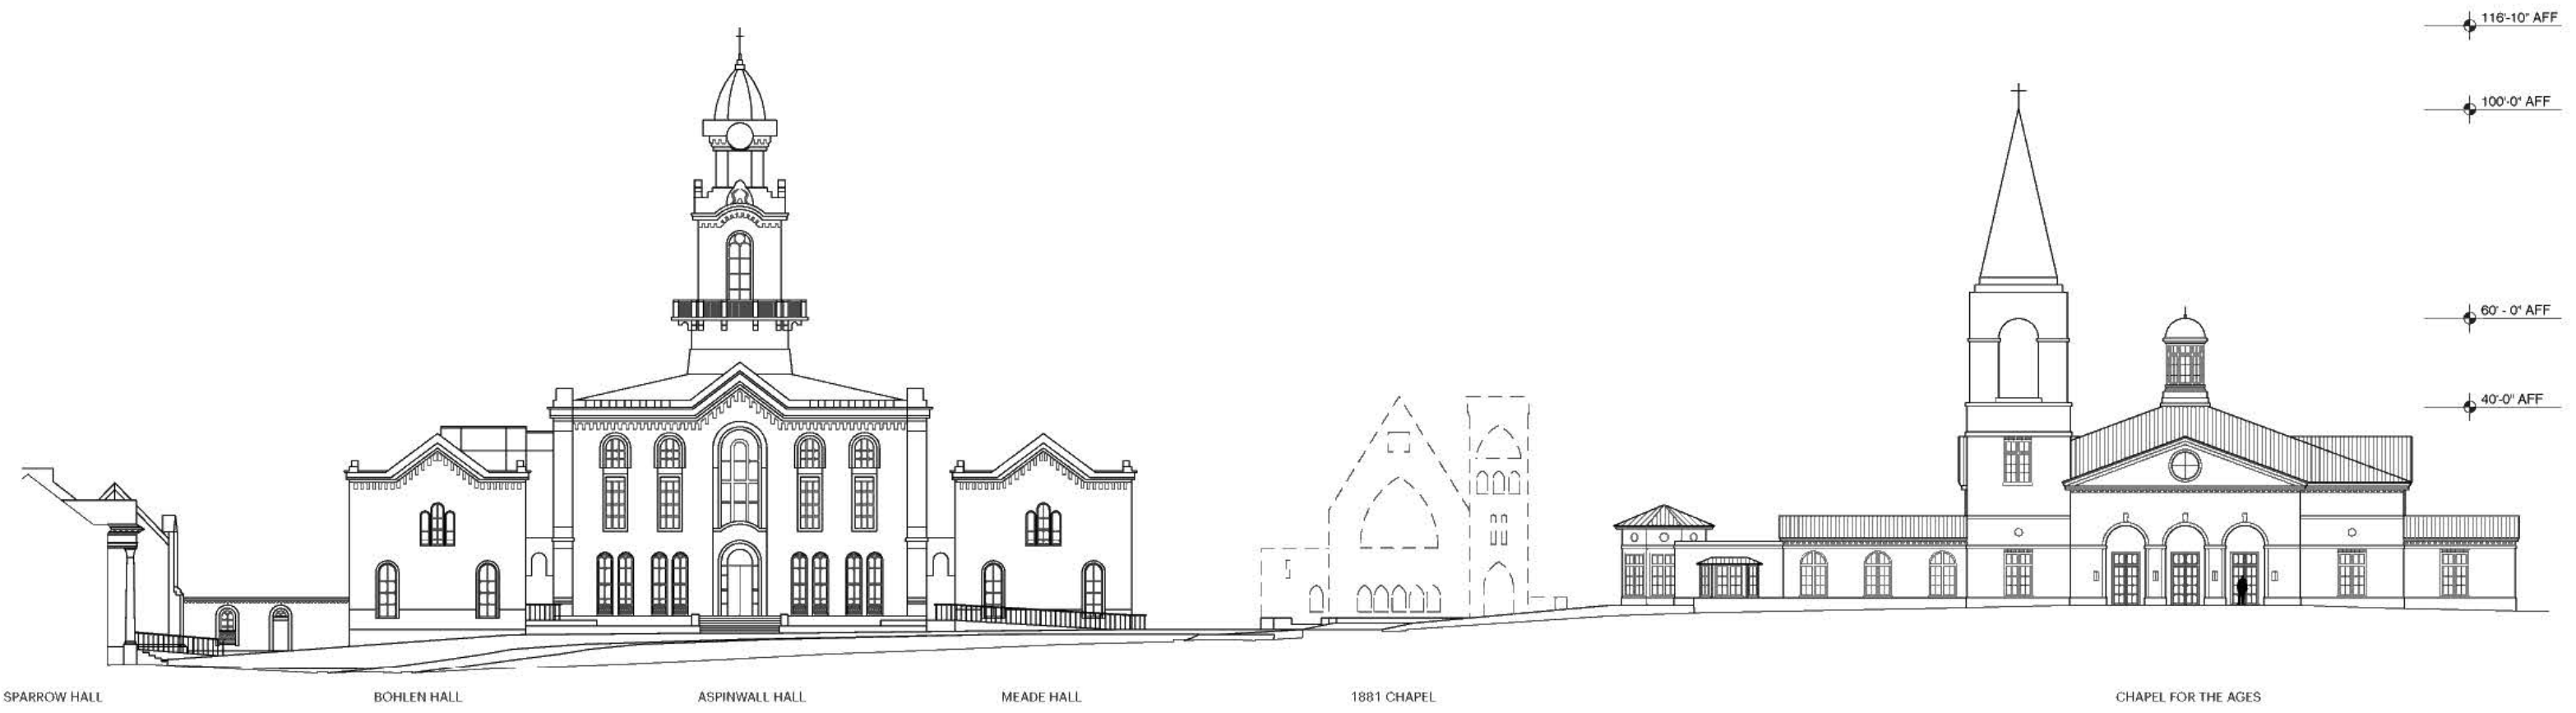 116'-10" AFF
100'-0" AFF
60' - 0" AFF
40'-0" AFF
SPARROW HALL
BOHLEN HALL
ASPINWALL HALL
MEADE HALL
1881 CHAPEL
CHAPEL FOR THE AGES